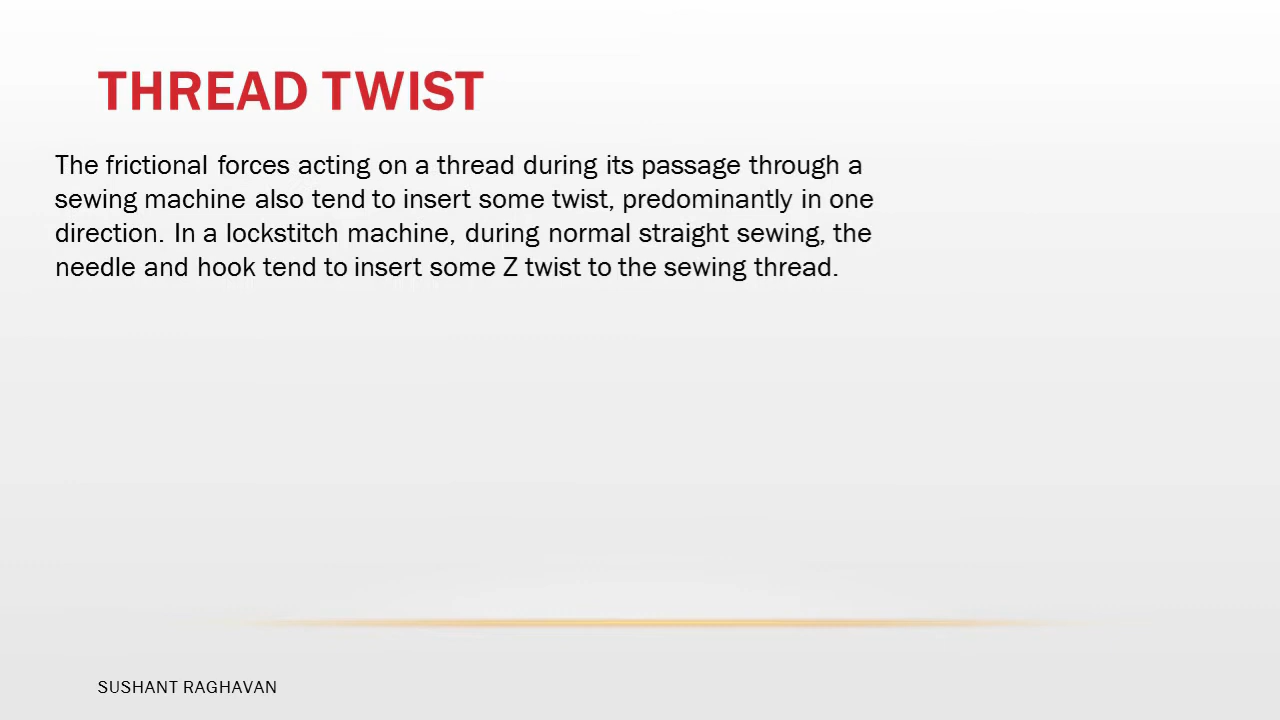 THREAD TWIST
The frictional forces acting on a thread during its passage through a
sewing machine also tend to insert some twist, predominantly in one
direction. In a lockstitch machine, during normal straight sewing, the
needle and hook tend to insert some Z twist to the sewing thread.
SUSHANT RAGHAVAN